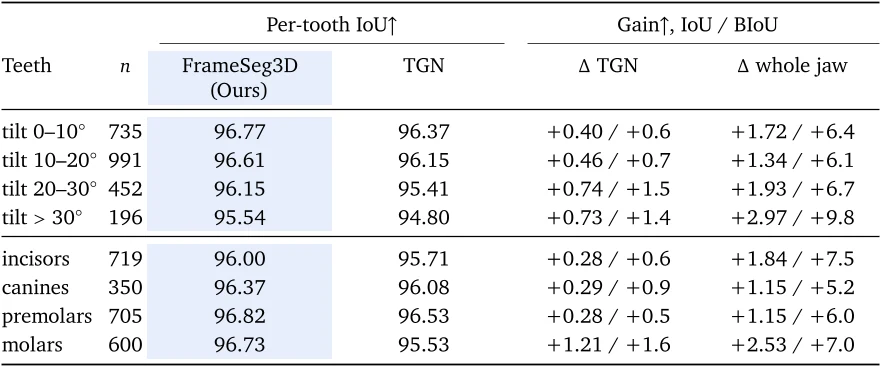 Per-tooth IoU↑ Gain↑, IoU / BIoU
Teeth n FrameSeg3D TGN Δ TGN Δ whole jaw
(Ours)
tilt 0–10° 735 96.77 96.37 +0.40 / +0.6 +1.72 / +6.4
tilt 10–20° 991 96.61 96.15 +0.46 / +0.7 +1.34 / +6.1
tilt 20–30° 452 96.15 95.41 +0.74 / +1.5 +1.93 / +6.7
tilt > 30° 196 95.54 94.80 +0.73 / +1.4 +2.97 / +9.8
incisors 719 96.00 95.71 +0.28 / +0.6 +1.84 / +7.5
canines 350 96.37 96.08 +0.29 / +0.9 +1.15 / +5.2
premolars 705 96.82 96.53 +0.28 / +0.5 +1.15 / +6.0
molars 600 96.73 95.53 +1.21 / +1.6 +2.53 / +7.0